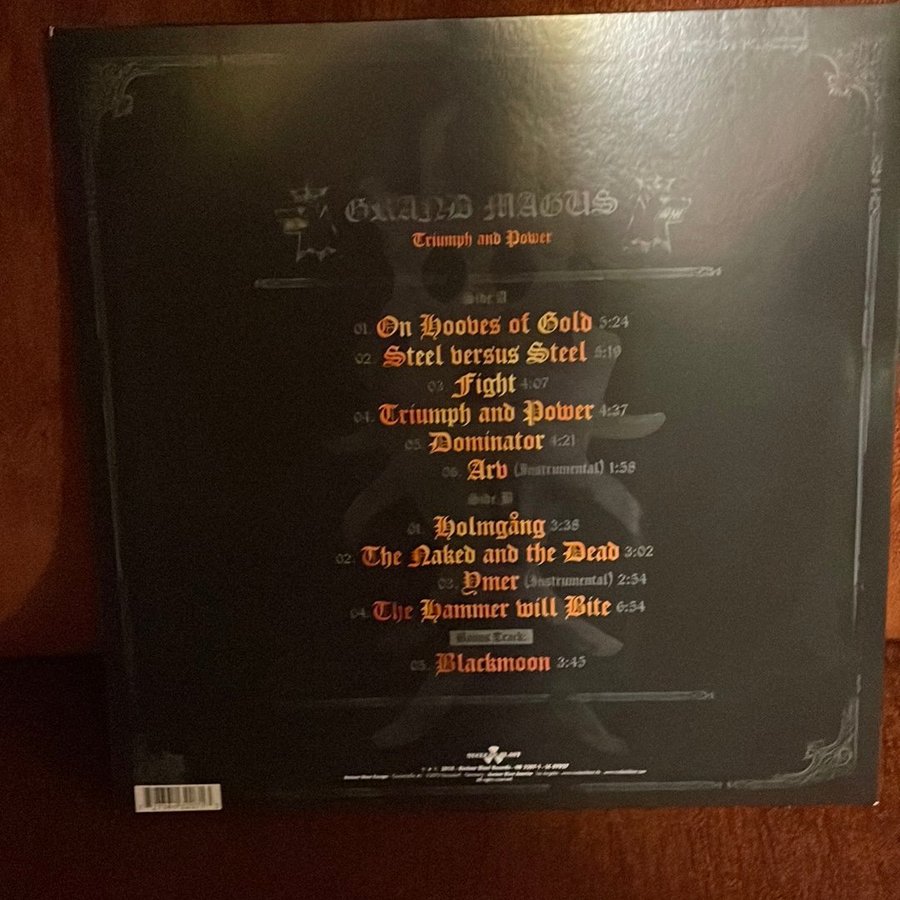 GRAND MAGUS
Triumph and Power
Side A
01. On Hooves of Gold 5:24
02. Steel versus Steel 5:19
03. Fight 4:07
04. Triumph and Power 4:37
05. Dominator 4:21
06. Arv (Instrumental) 1:58
Side B
01. Holmgång 3:38
02. The Naked and the Dead 3:02
03. Ymer (Instrumental) 2:54
04. The Hammer will Bite 6:54
Bonus Track:
05. Blackmoon 3:45